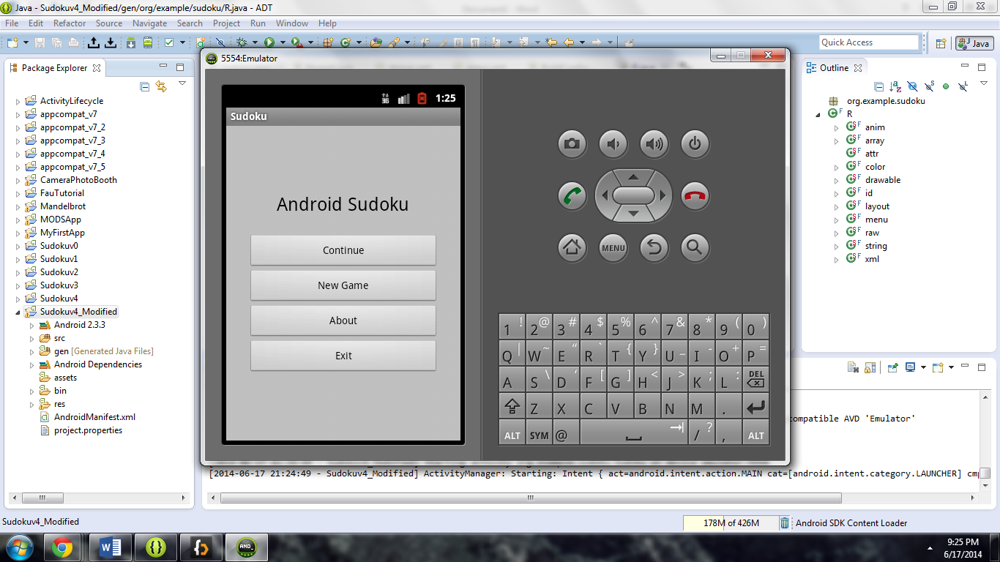 Java - Sudokuv4_Modified/gen/org/example/sudoku/R.java - ADT
File Edit Refactor Source Navigate Search Project Run Window Help
Quick Access
Java
Package Explorer
ActivityLifecycle
appcompat_v7
appcompat_v7_2
appcompat_v7_3
appcompat_v7_4
appcompat_v7_5
CameraPhotoBooth
FauTutorial
Mandelbrot
MODSApp
MyFirstApp
Sudokuv0
Sudokuv1
Sudokuv2
Sudokuv3
Sudokuv4
Sudokuv4_Modified
Android 2.3.3
src
gen [Generated Java Files]
Android Dependencies
assets
bin
res
AndroidManifest.xml
project.properties
5554:Emulator
3G 1:25
Sudoku
Android Sudoku
Continue
New Game
About
Exit
MENU
1 ! 2 @ 3 # 4 $ 5 % 6 ^ 7 & 8 * 9 ( 0 )
Q | W ~ E " R ` T { Y } U _ I - O + P =
A S \ D ' F [ G ] H < J > K ; L : DEL
Z X C V B N M .
ALT SYM @ / ? , ALT
Outline
org.example.sudoku
R
anim
array
attr
color
drawable
id
layout
menu
raw
string
xml
ompatible AVD 'Emulator'
[2014-06-17 21:24:49 - Sudokuv4_Modified] ActivityManager: Starting: Intent { act=android.intent.action.MAIN cat=[android.intent.category.LAUNCHER] cmp
Sudokuv4_Modified
178M of 426M
Android SDK Content Loader
AND_
9:25 PM
6/17/2014